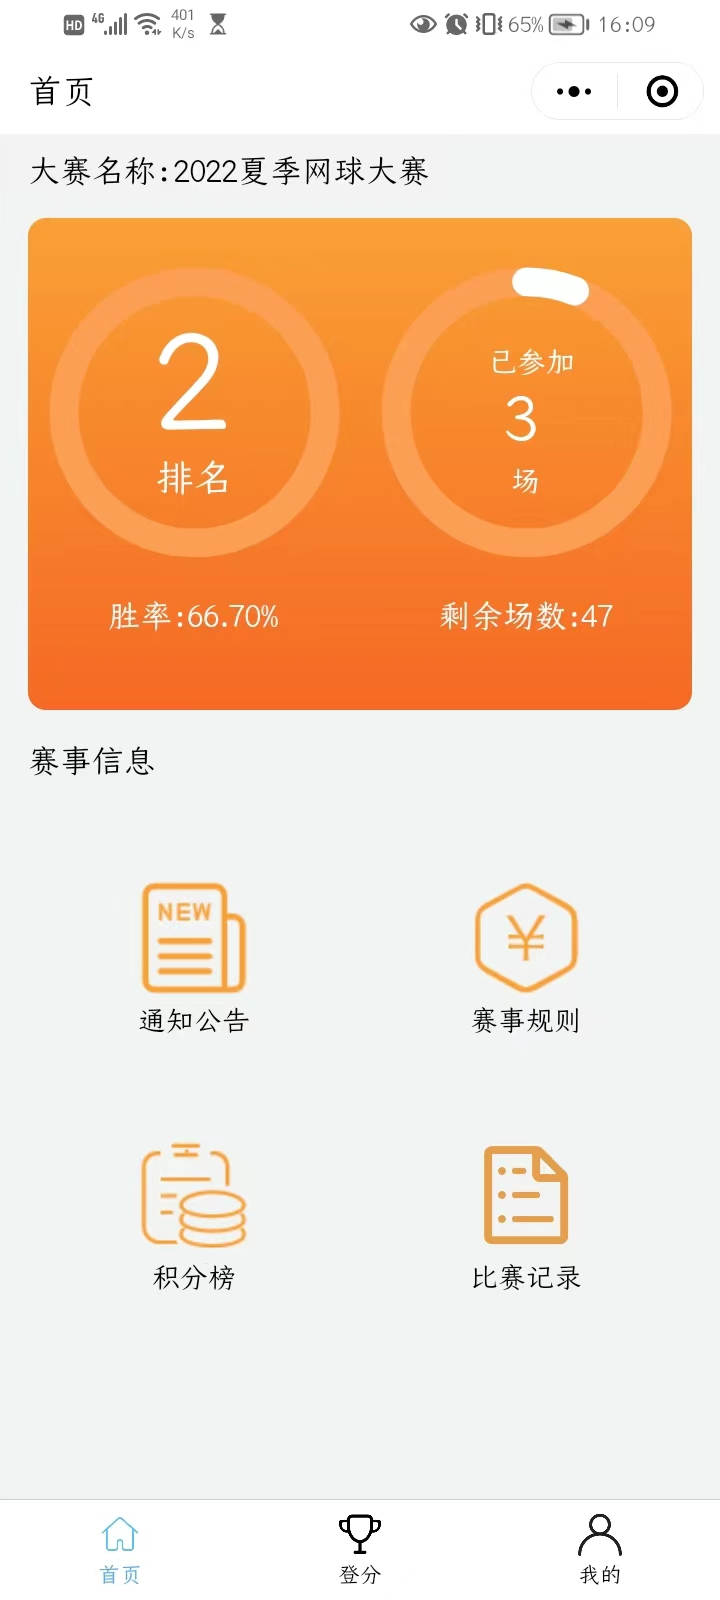 HD 4G 401 K/s 65% 16:09
首页
大赛名称:2022夏季网球大赛
2
排名
已参加
3
场
胜率:66.70%
剩余场数:47
赛事信息
NEW
通知公告
¥
赛事规则
积分榜
比赛记录
首页
登分
我的